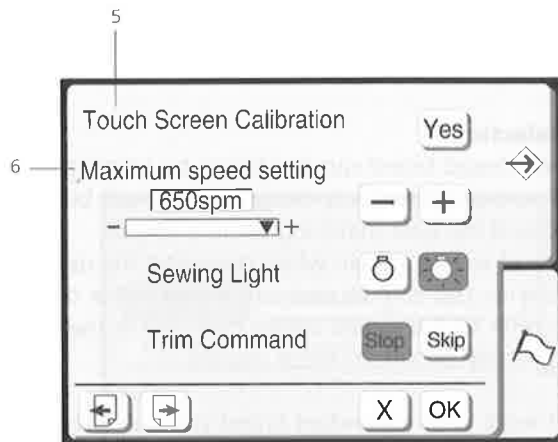 5
Touch Screen Calibration
Yes
6
Maximum speed setting
650spm
- +
− +
Sewing Light
Trim Command
Stop Skip
X OK